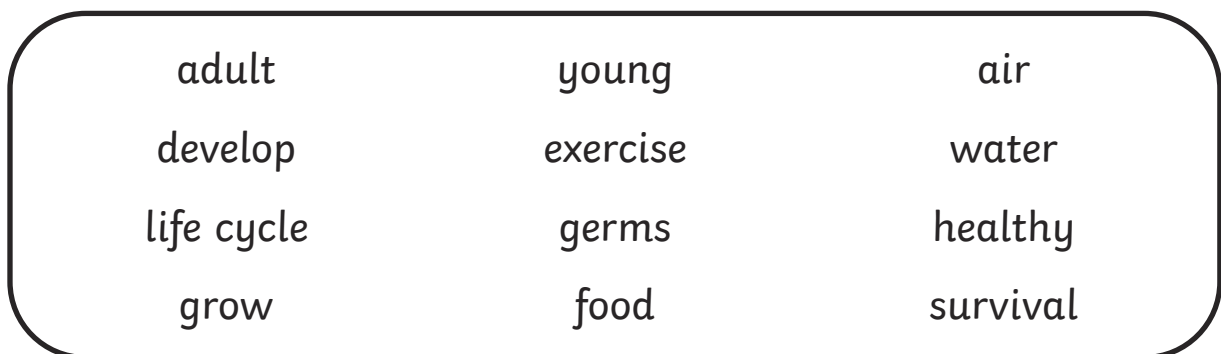 adult young air
develop exercise water
life cycle germs healthy
grow food survival